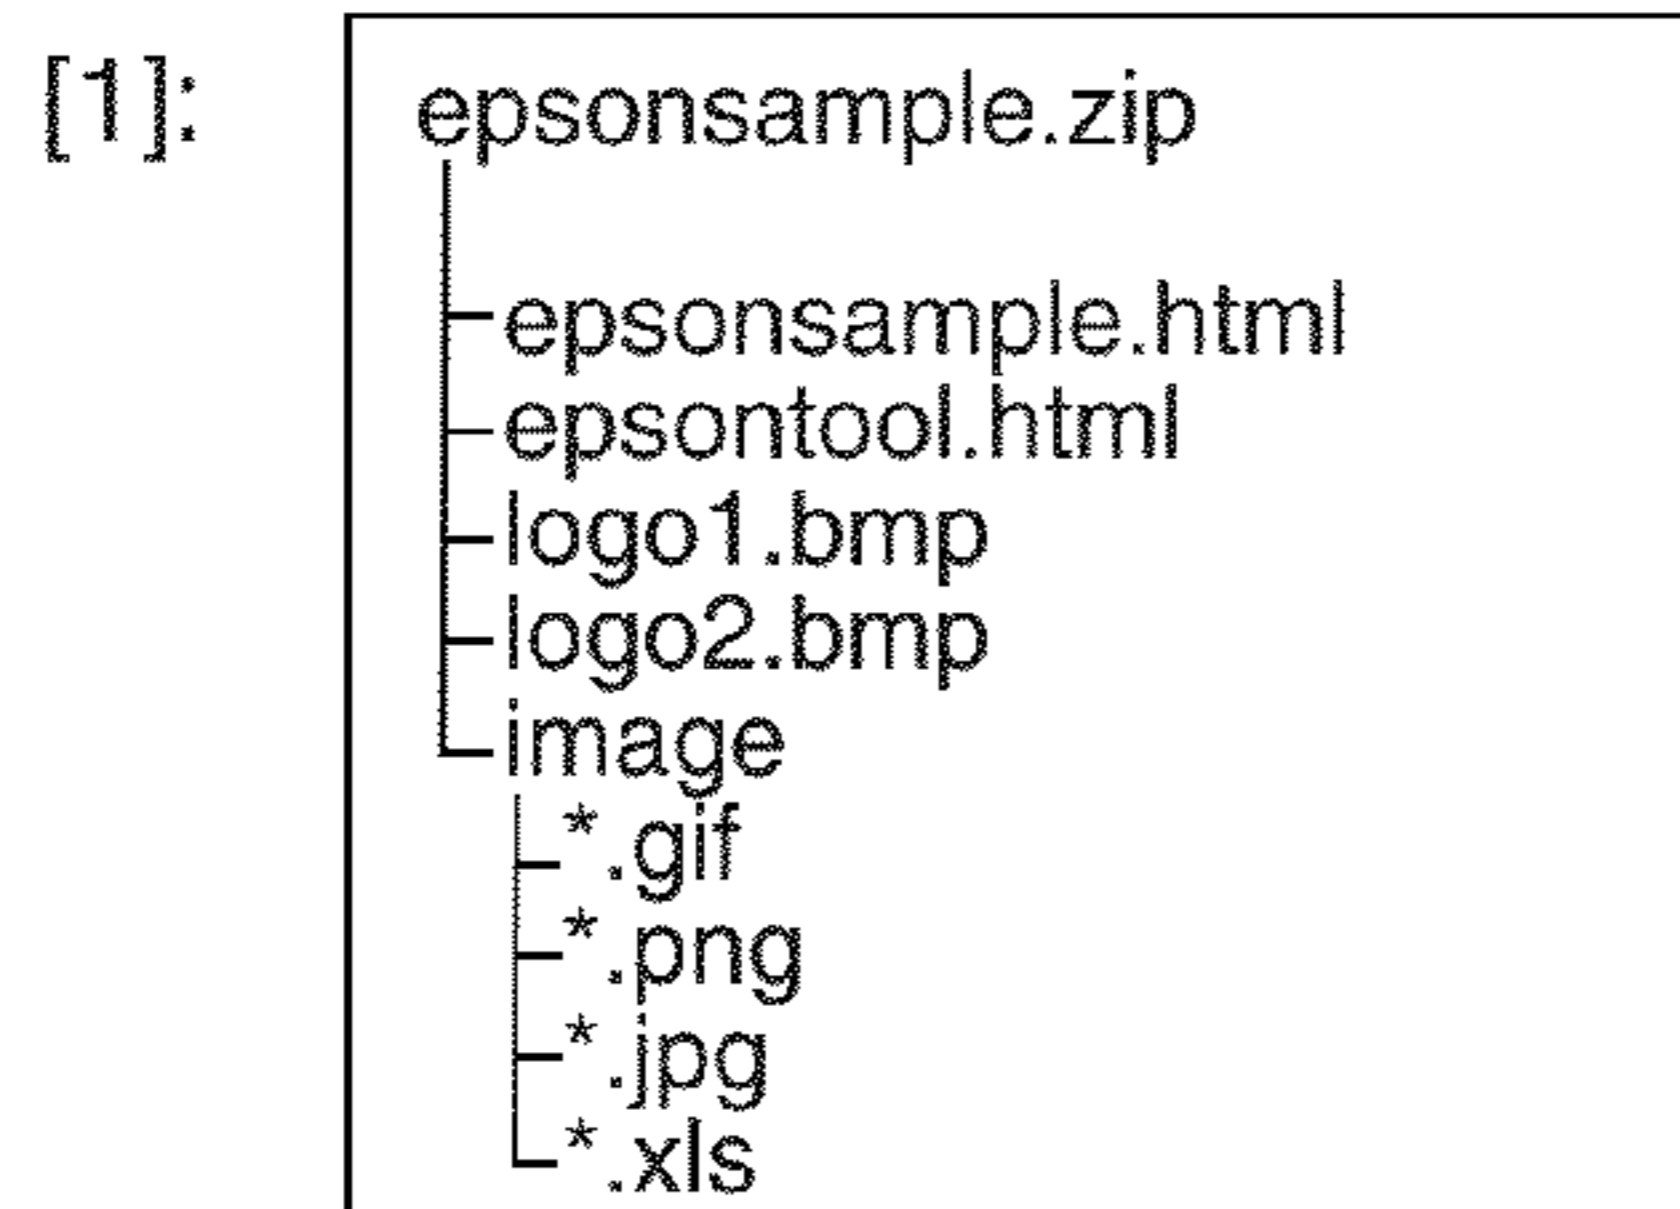 [1]: epsonsample.zip
epsonsample.html
epsontool.html
logo1.bmp
logo2.bmp
image
*.gif
*.png
*.jpg
*.xls